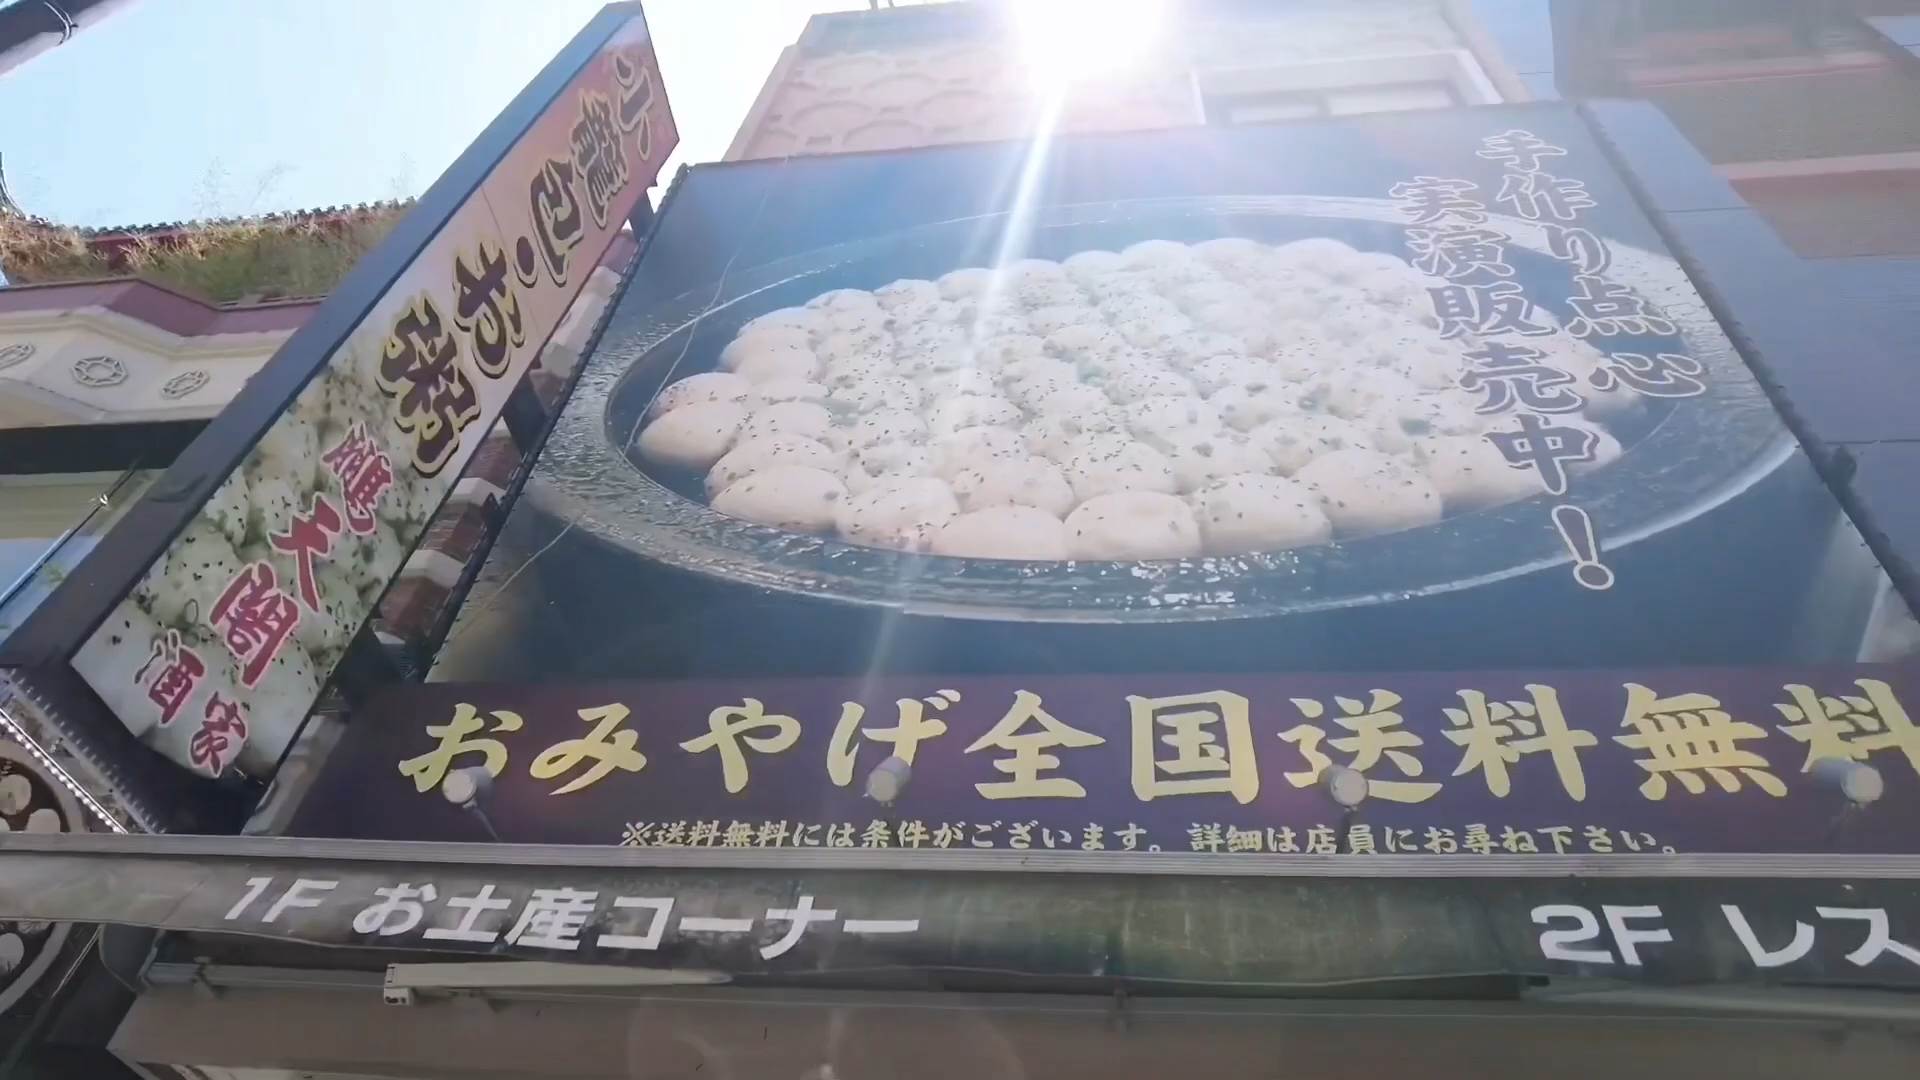 小籠包・お粥
鵬天閣
酒家
手作り点心
実演販売中！
おみやげ全国送料無料
※送料無料には条件がございます。詳細は店員にお尋ね下さい。
1F お土産コーナー
2F レス